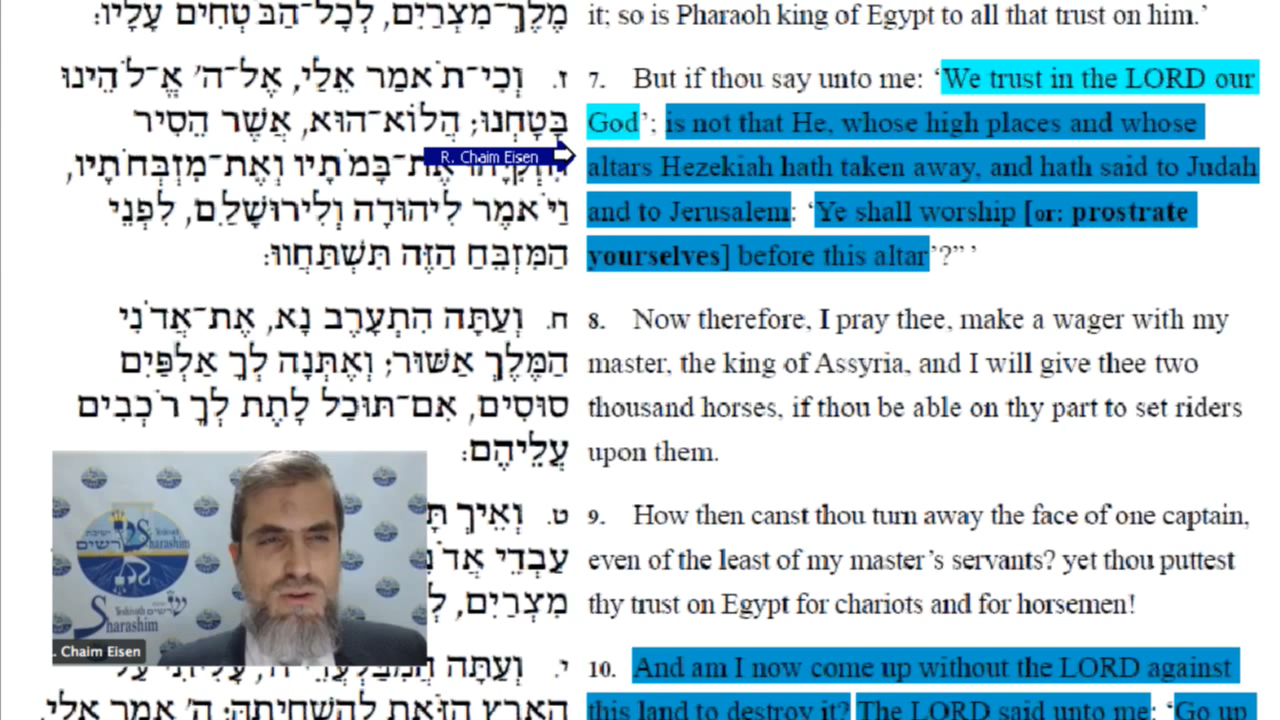 מֶלֶךְ־מִצְרַיִם, לְכָל־הַבֹּטְחִים עָלָיו:
ז. וְכִי־תֹאמַר אֵלַי, אֶל־ה' אֱ־לֹהֵינוּ
בָּטָחְנוּ; הֲלוֹא־הוּא, אֲשֶׁר הֵסִיר
אֶת־בָּמֹתָיו וְאֶת־מִזְבְּחֹתָיו,
וַיֹּאמֶר לִיהוּדָה וְלִירוּשָׁלִַם, לִפְנֵי
הַמִּזְבֵּחַ הַזֶּה תִּשְׁתַּחֲווּ:
ח. וְעַתָּה הִתְעָרֶב נָא, אֶת־אֲדֹנִי
הַמֶּלֶךְ אַשּׁוּר; וְאֶתְּנָה לְךָ אַלְפַּיִם
סוּסִים, אִם־תּוּכַל לָתֶת לְךָ רֹכְבִים
עֲלֵיהֶם:
ט. וְאֵיךְ
עַבְדֵי
מִצְרַיִם,
י. וְעַתָּה
הָאָרֶץ הַזֹּאת לְהַשְׁחִיתָהּ: ה' אָמַר אֵלַי,
it; so is Pharaoh king of Egypt to all that trust on him.’
7. But if thou say unto me: ‘We trust in the LORD our
God’; is not that He, whose high places and whose
altars Hezekiah hath taken away, and hath said to Judah
and to Jerusalem: ‘Ye shall worship [or: prostrate
yourselves] before this altar’?” ’
8. Now therefore, I pray thee, make a wager with my
master, the king of Assyria, and I will give thee two
thousand horses, if thou be able on thy part to set riders
upon them.
9. How then canst thou turn away the face of one captain,
even of the least of my master’s servants? yet thou puttest
thy trust on Egypt for chariots and for horsemen!
10. And am I now come up without the LORD against
this land to destroy it? The LORD said unto me: ‘Go up
R. Chaim Eisen
ישיבת
שרשים
Yeshivath
Sharashim
. Chaim Eisen